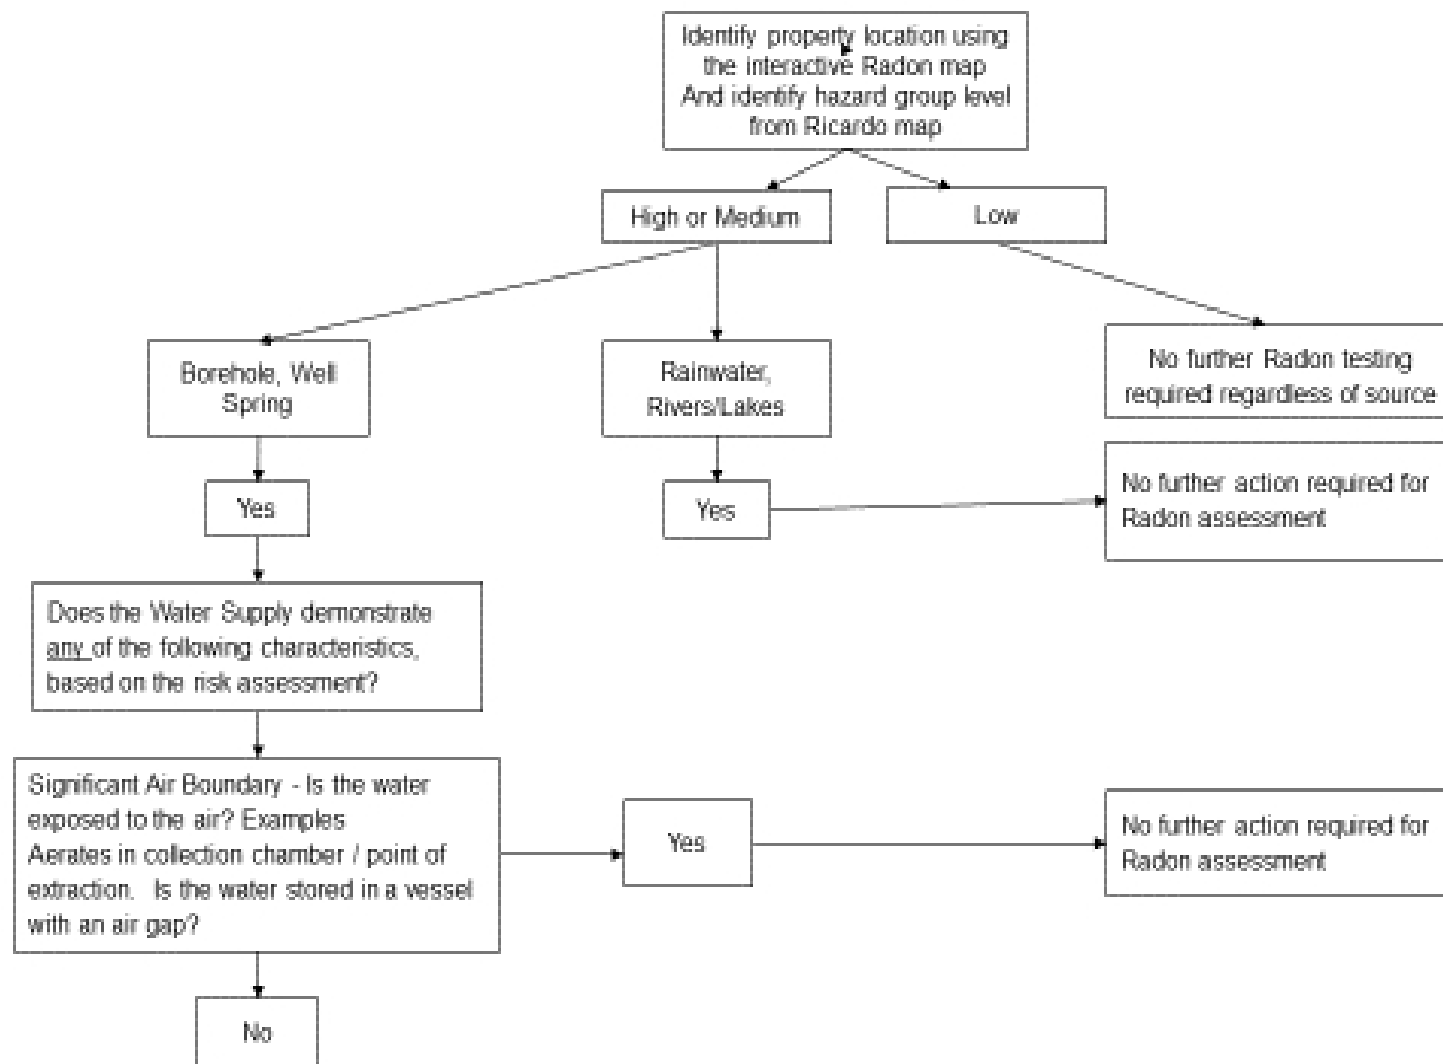 Identify property location using
the interactive Radon map
And identify hazard group level
from Ricardo map
High or Medium
Low
Borehole, Well
Spring
Rainwater,
Rivers/Lakes
No further Radon testing
required regardless of source
Yes
Yes
No further action required for
Radon assessment
Does the Water Supply demonstrate
any of the following characteristics,
based on the risk assessment?
Significant Air Boundary - Is the water
exposed to the air? Examples
Aerates in collection chamber / point of
extraction. Is the water stored in a vessel
with an air gap?
Yes
No further action required for
Radon assessment
No